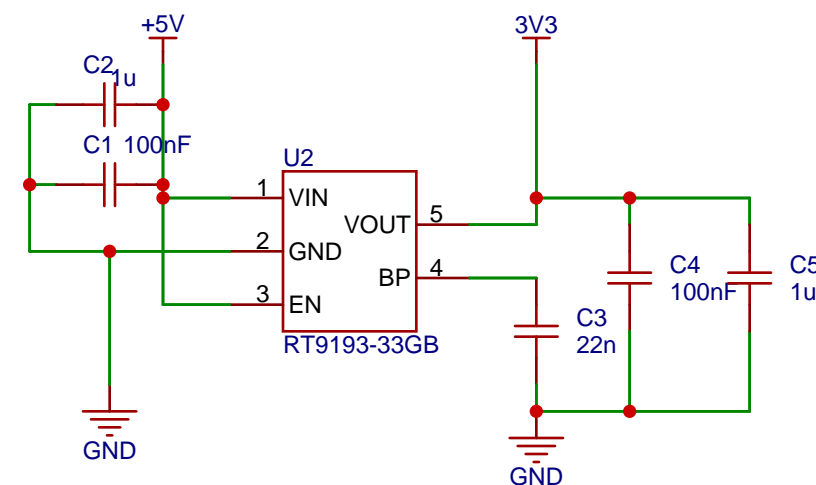 +5V
3V3
C2
1u
C1 100nF
U2
1 VIN
VOUT 5
2 GND
BP 4
3 EN
RT9193-33GB
C4
100nF
C5
1u
C3
22n
GND
GND